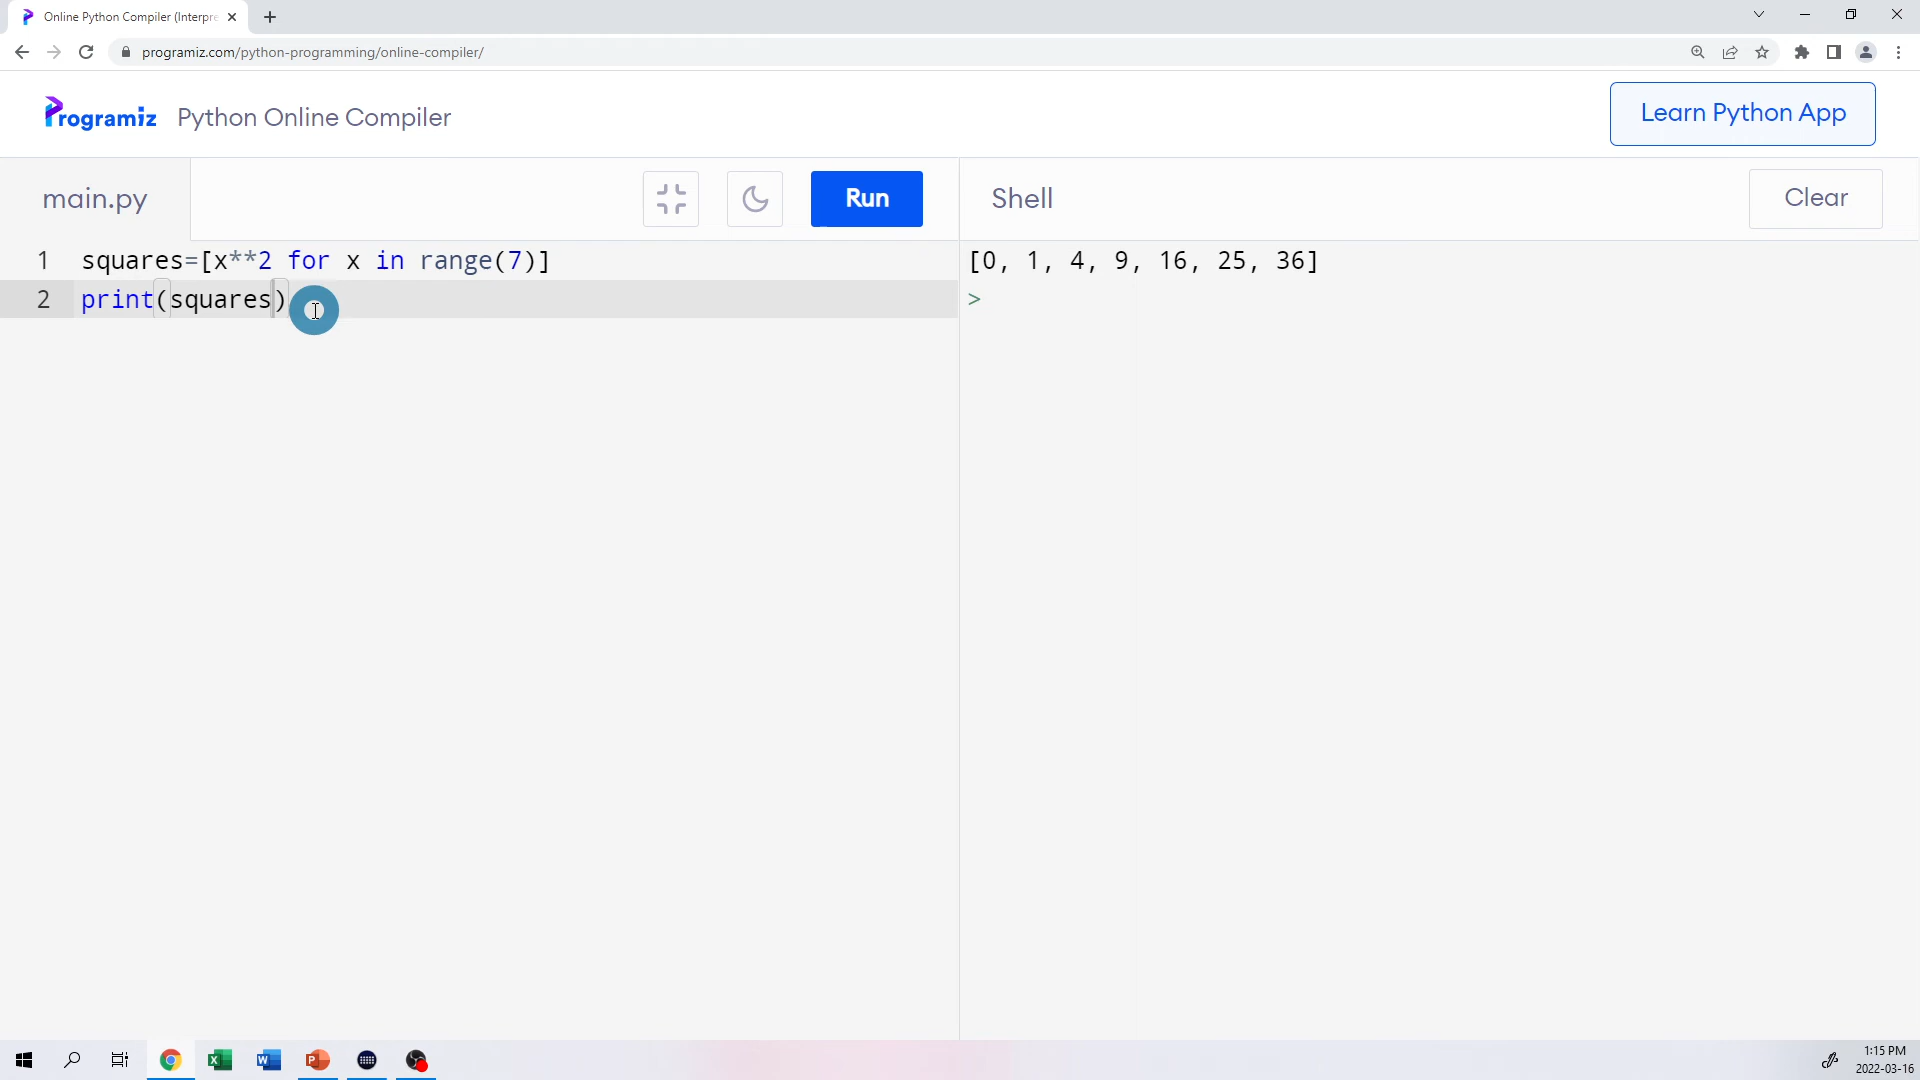 Online Python Compiler (Interpre
programiz.com/python-programming/online-compiler/
Programiz Python Online Compiler
Learn Python App
main.py
Run
Shell
Clear
1 squares=[x**2 for x in range(7)]
2 print(squares)
[0, 1, 4, 9, 16, 25, 36]
>
1:15 PM
2022-03-16